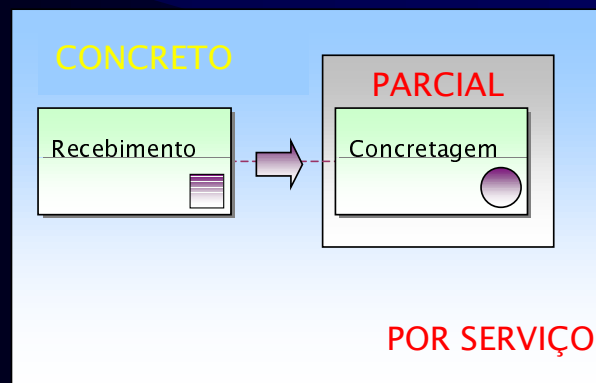 CONCRETO
PARCIAL
Recebimento
Concretagem
POR SERVIÇO